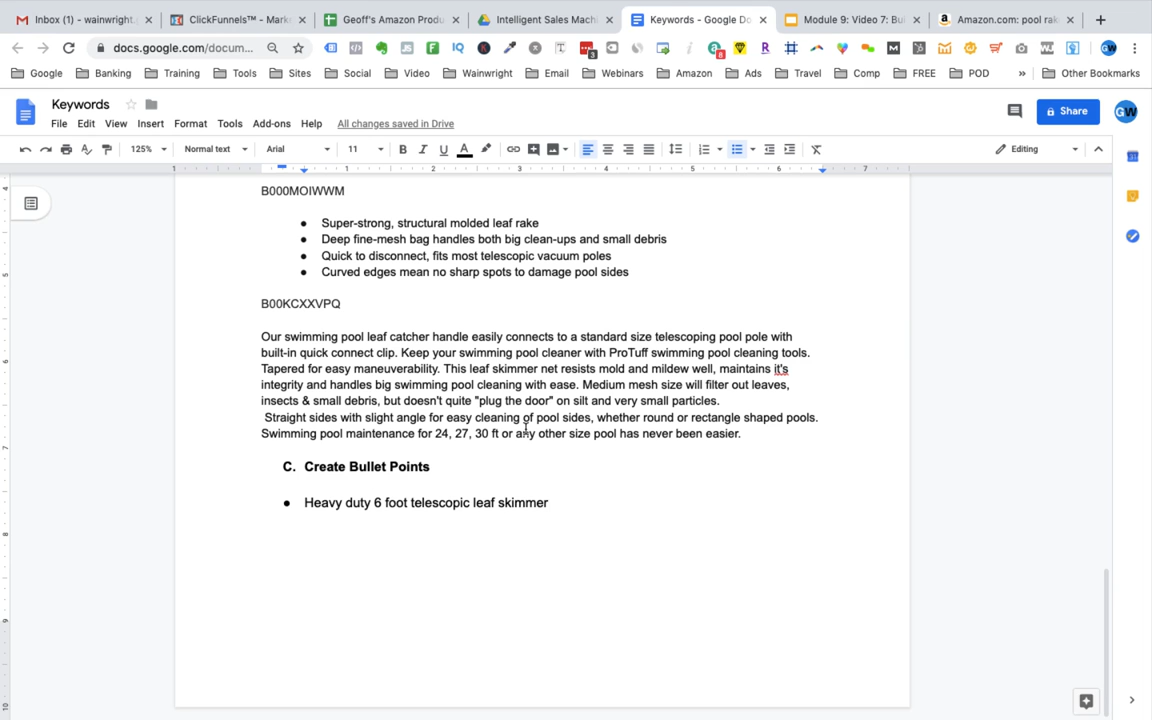 Inbox (1) - wainwright.
ClickFunnels™ - Mark
Geoff's Amazon Produ
Intelligent Sales Mach
Keywords - Google Do
Module 9: Video 7: Bui
Amazon.com: pool rak
docs.google.com/docum...
Google Banking Training Tools Sites Social Video Wainwright Email Webinars Amazon Ads Travel Comp FREE POD » Other Bookmarks
Keywords
File Edit View Insert Format Tools Add-ons Help All changes saved in Drive
Share
GW
125% Normal text Arial 11 B I U A Editing
1 1 2 3 4 5 6 7
B000MOIWWM
● Super-strong, structural molded leaf rake
● Deep fine-mesh bag handles both big clean-ups and small debris
● Quick to disconnect, fits most telescopic vacuum poles
● Curved edges mean no sharp spots to damage pool sides
B00KCXXVPQ
Our swimming pool leaf catcher handle easily connects to a standard size telescoping pool pole with
built-in quick connect clip. Keep your swimming pool cleaner with ProTuff swimming pool cleaning tools.
Tapered for easy maneuverability. This leaf skimmer net resists mold and mildew well, maintains it's
integrity and handles big swimming pool cleaning with ease. Medium mesh size will filter out leaves,
insects & small debris, but doesn't quite "plug the door" on silt and very small particles.
Straight sides with slight angle for easy cleaning of pool sides, whether round or rectangle shaped pools.
Swimming pool maintenance for 24, 27, 30 ft or any other size pool has never been easier.
C. Create Bullet Points
● Heavy duty 6 foot telescopic leaf skimmer